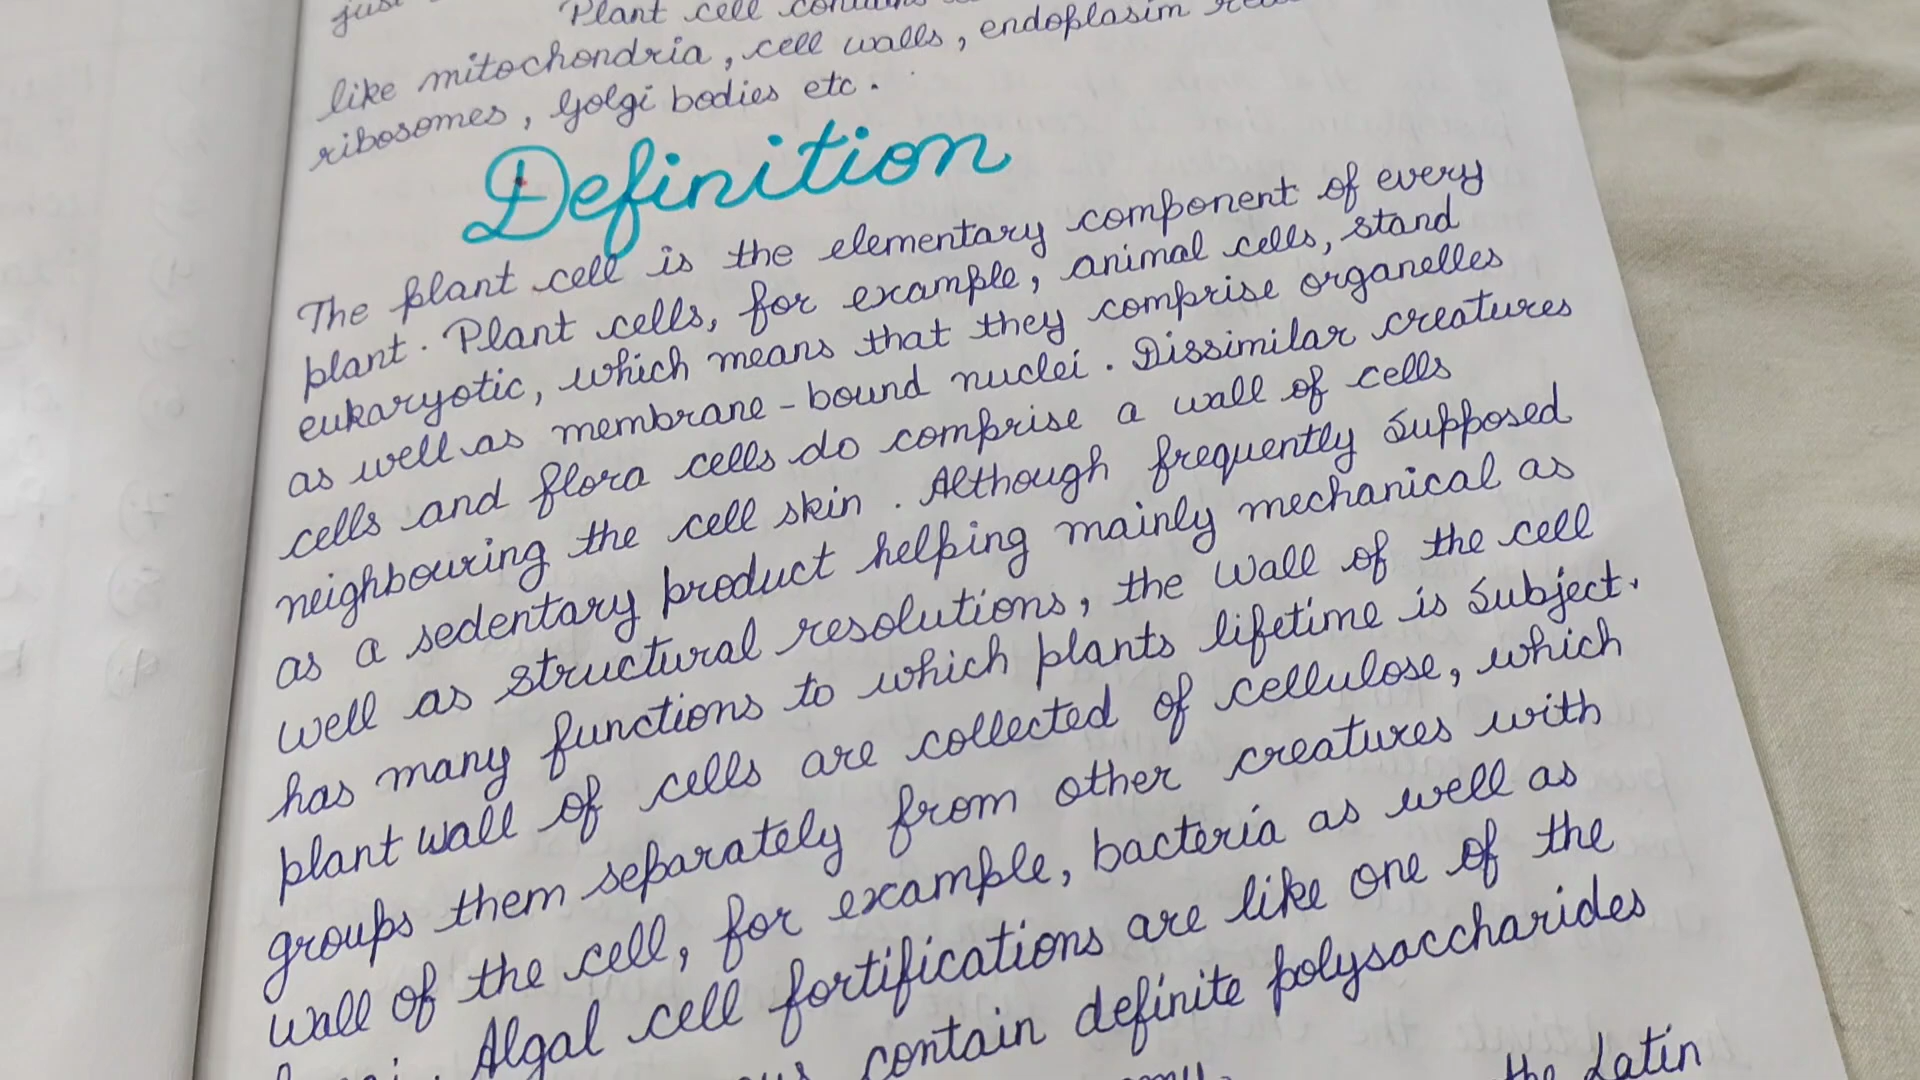 just
Plant cell contains
like mitochondria, cell walls, endoplasim
ribosomes, Golgi bodies etc.
Definition
The plant cell is the elementary component of every
plant. Plant cells, for example, animal cells, stand
eukaryotic, which means that they comprise organelles
as well as membrane-bound nuclei. Dissimilar creatures
cells and flora cells do comprise a wall of cells
neighbouring the cell skin. Although frequently supposed
as a sedentary product helping mainly mechanical as
well as structural resolutions, the wall of the cell
has many functions to which plants lifetime is subject.
plant wall of cells are collected of cellulose, which
groups them separately from other creatures with
wall of the cell, for example, bacteria as well as
Algal cell fortifications are like one of the
contain definite polysaccharides
the Latin